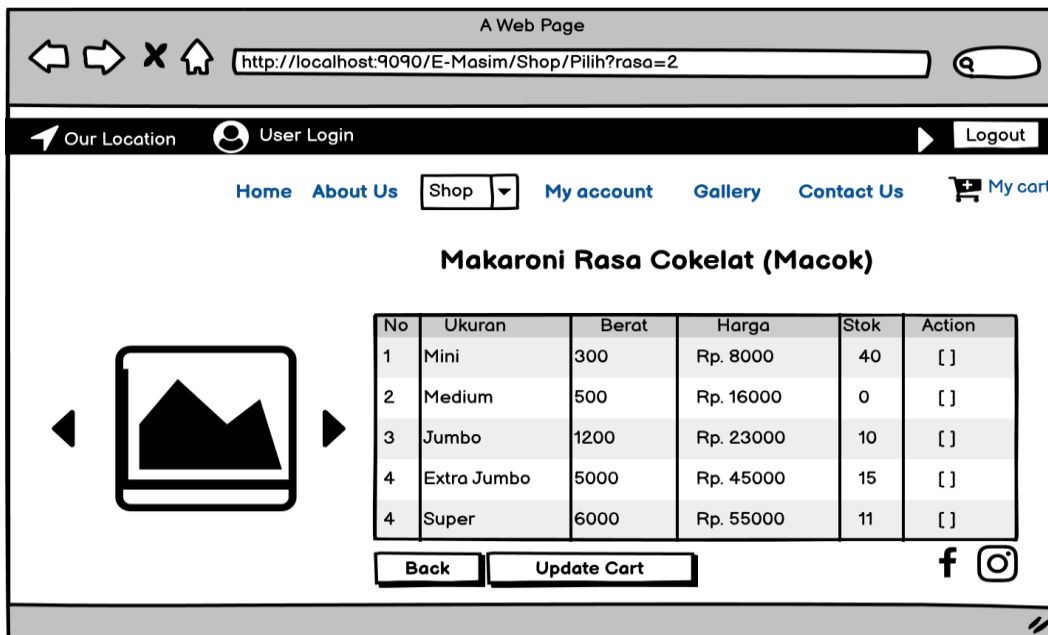 A Web Page
http://localhost:9090/E-Masim/Shop/Pilih?rasa=2
Our Location User Login Logout
Home About Us Shop My account Gallery Contact Us My cart
Makaroni Rasa Cokelat (Macok)
No Ukuran Berat Harga Stok Action
1 Mini 300 Rp. 8000 40 [ ]
2 Medium 500 Rp. 16000 0 [ ]
3 Jumbo 1200 Rp. 23000 10 [ ]
4 Extra Jumbo 5000 Rp. 45000 15 [ ]
4 Super 6000 Rp. 55000 11 [ ]
Back Update Cart